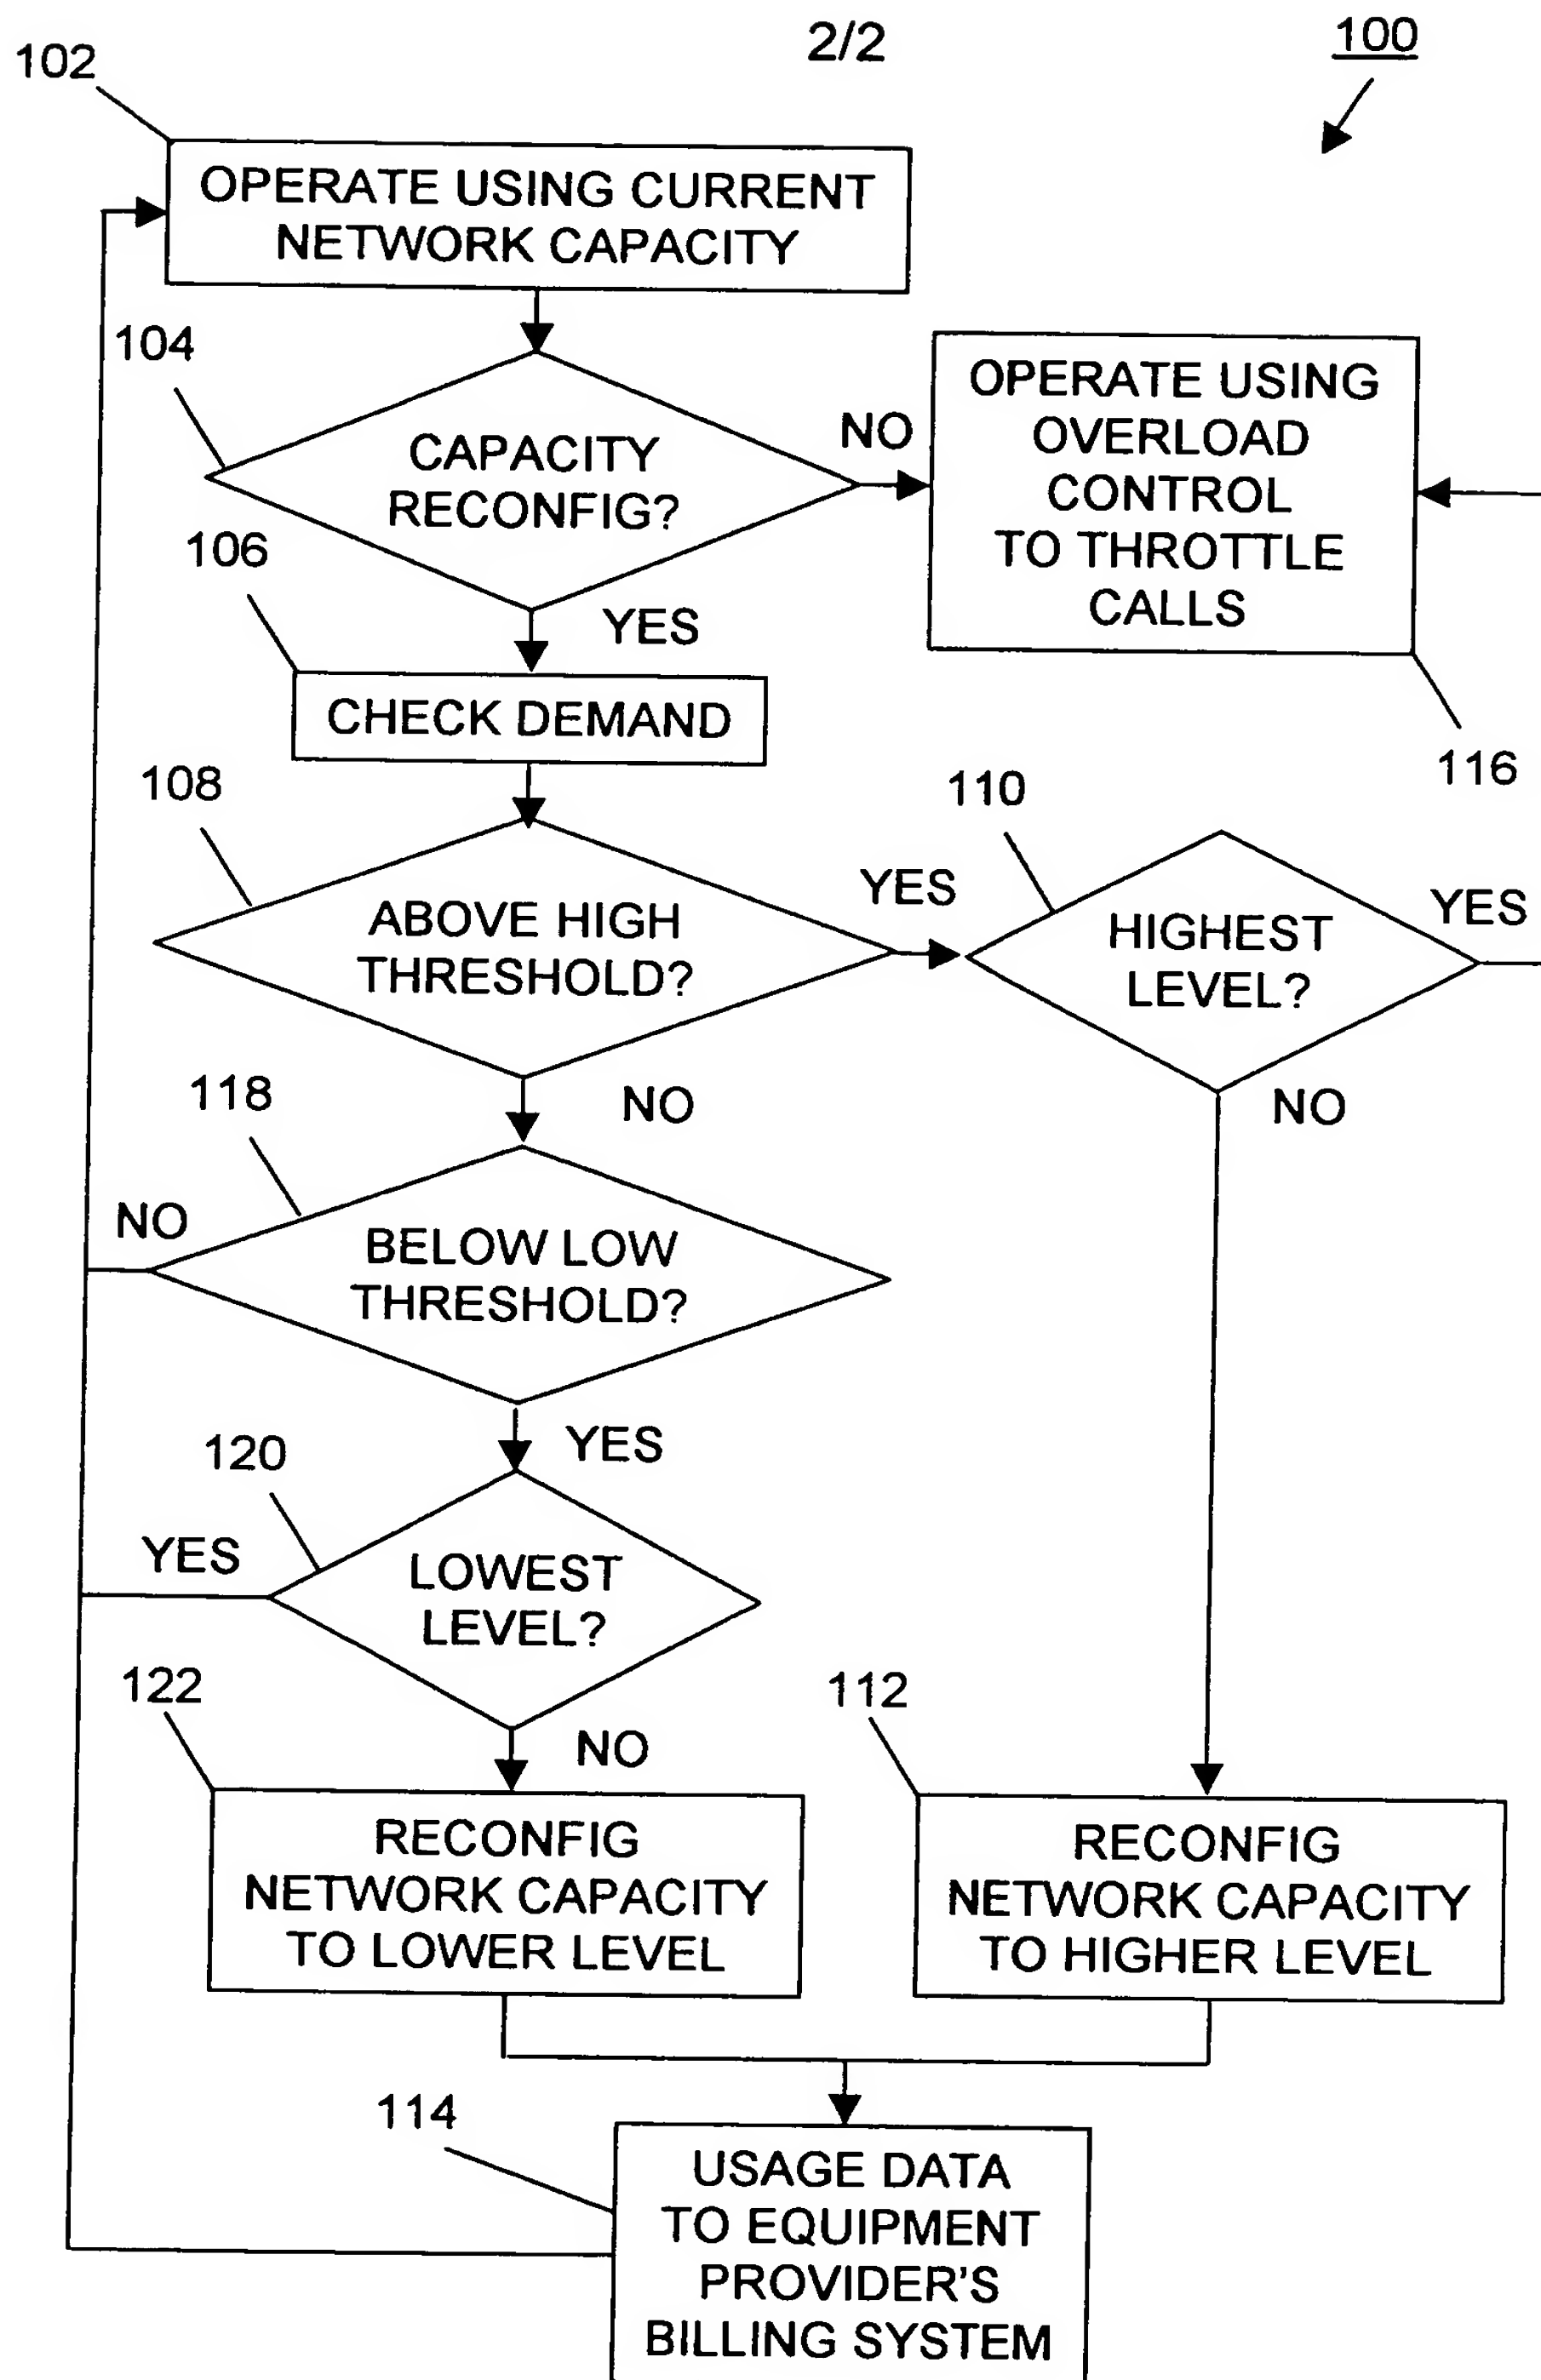 2/2
100
102
OPERATE USING CURRENT
NETWORK CAPACITY
104
CAPACITY
RECONFIG?
NO
OPERATE USING
OVERLOAD
CONTROL
TO THROTTLE
CALLS
116
YES
106
CHECK DEMAND
108
ABOVE HIGH
THRESHOLD?
YES
110
HIGHEST
LEVEL?
YES
NO
NO
118
BELOW LOW
THRESHOLD?
NO
YES
120
LOWEST
LEVEL?
YES
NO
122
RECONFIG
NETWORK CAPACITY
TO LOWER LEVEL
112
RECONFIG
NETWORK CAPACITY
TO HIGHER LEVEL
114
USAGE DATA
TO EQUIPMENT
PROVIDER'S
BILLING SYSTEM